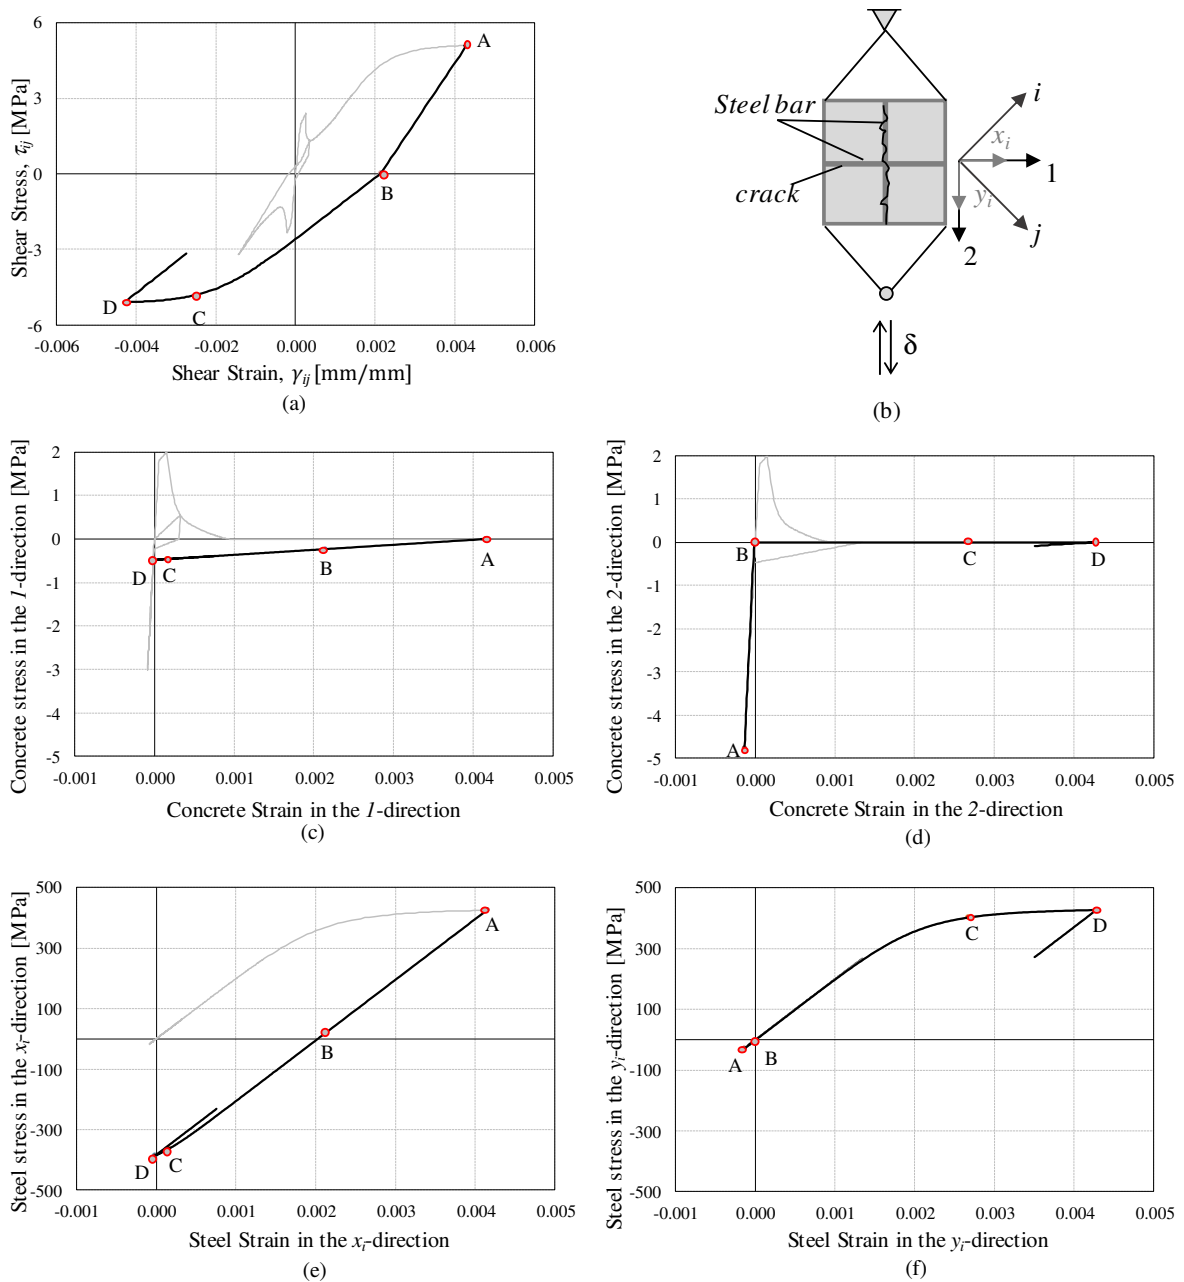 6
3
0
-3
-6
-0.006
-0.004
-0.002
0.000
0.002
0.004
0.006
A
B
C
D
Shear Stress, τij [MPa]
Shear Strain, γij [mm/mm]
(a)
Steel bar
crack
i
xi
1
yi
j
2
δ
(b)
2
1
0
-1
-2
-3
-4
-5
-0.001
0.000
0.001
0.002
0.003
0.004
0.005
D
C
B
A
Concrete stress in the 1-direction [MPa]
Concrete Strain in the 1-direction
(c)
2
1
0
-1
-2
-3
-4
-5
-0.001
0.000
0.001
0.002
0.003
0.004
0.005
B
C
D
A
Concrete stress in the 2-direction [MPa]
Concrete Strain in the 2-direction
(d)
500
300
100
-100
-300
-500
-0.001
0.000
0.001
0.002
0.003
0.004
0.005
A
B
D
C
Steel stress in the xi-direction [MPa]
Steel Strain in the xi-direction
(e)
500
300
100
-100
-300
-500
-0.001
0.000
0.001
0.002
0.003
0.004
0.005
C
D
A
B
Steel stress in the yi-direction [MPa]
Steel Strain in the yi-direction
(f)